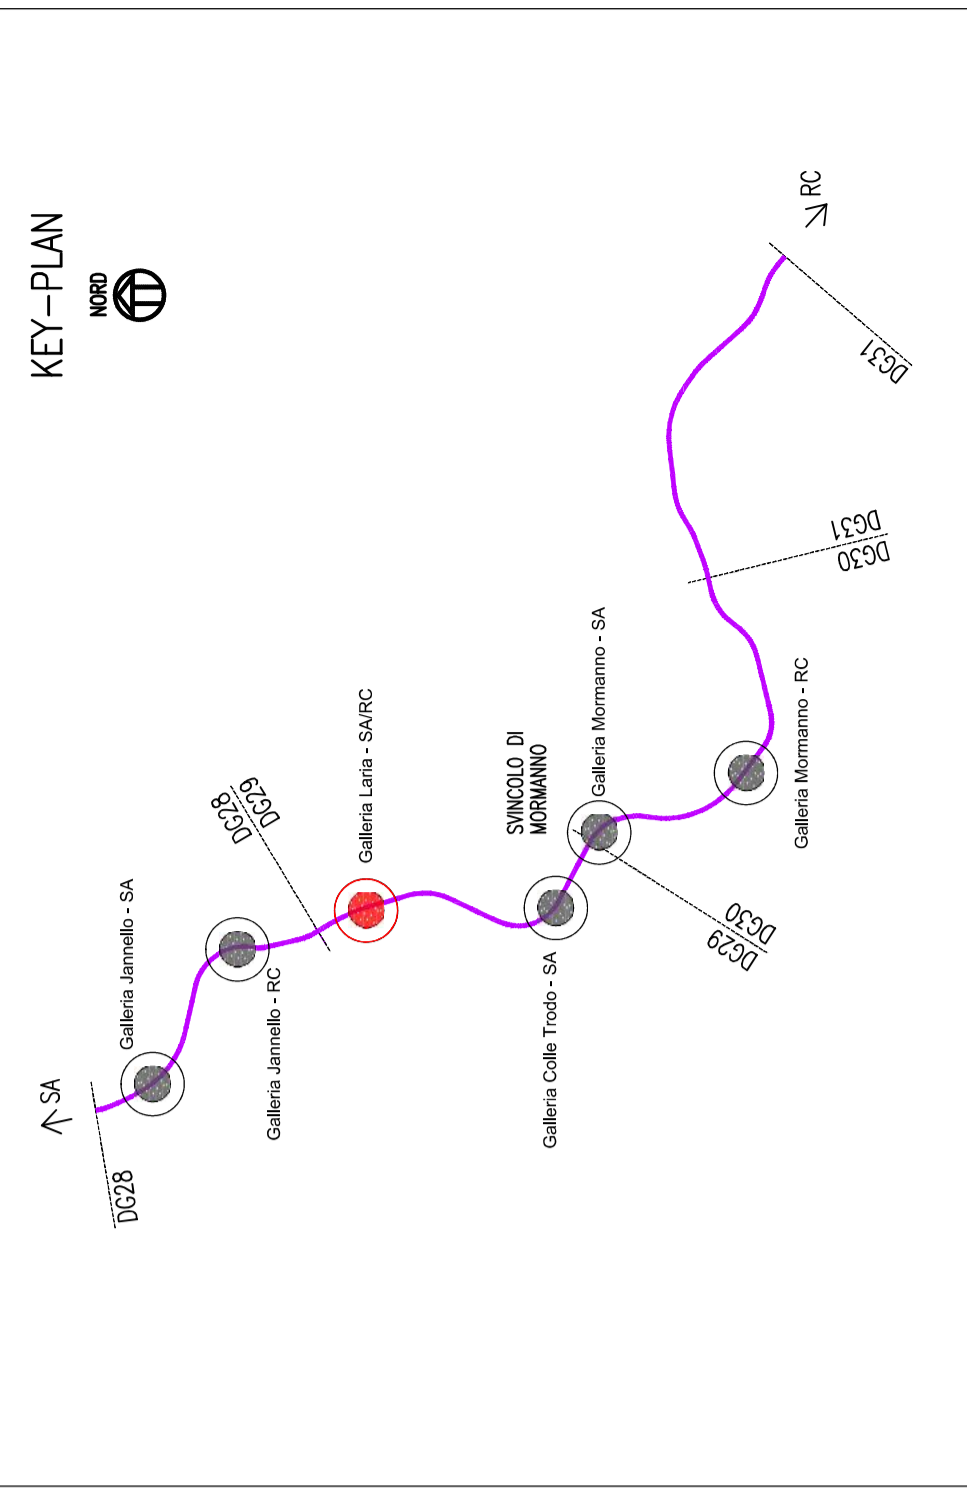 KEY-PLAN
NORD
SA
DG28
Galleria Jannello - SA
Galleria Jannello - RC
DG28
DG29
Galleria Laria - SA/RC
Galleria Colle Trodo - SA
SVINCOLO DI
MORMANNO
Galleria Mormanno - SA
DG29
DG30
Galleria Mormanno - RC
DG30
DG31
DG31
RC